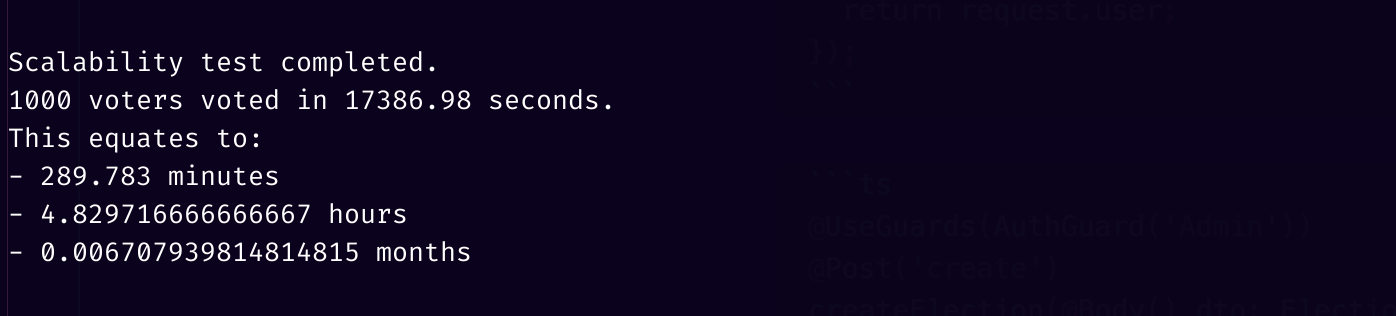 return request.user;
});
```
Scalability test completed.
1000 voters voted in 17386.98 seconds.
This equates to:
- 289.783 minutes
- 4.829716666666667 hours
- 0.006707939814814815 months
```ts
@UseGuards(AuthGuard('Admin'))
@Post('create')
createElection(@Body() dto: Electi